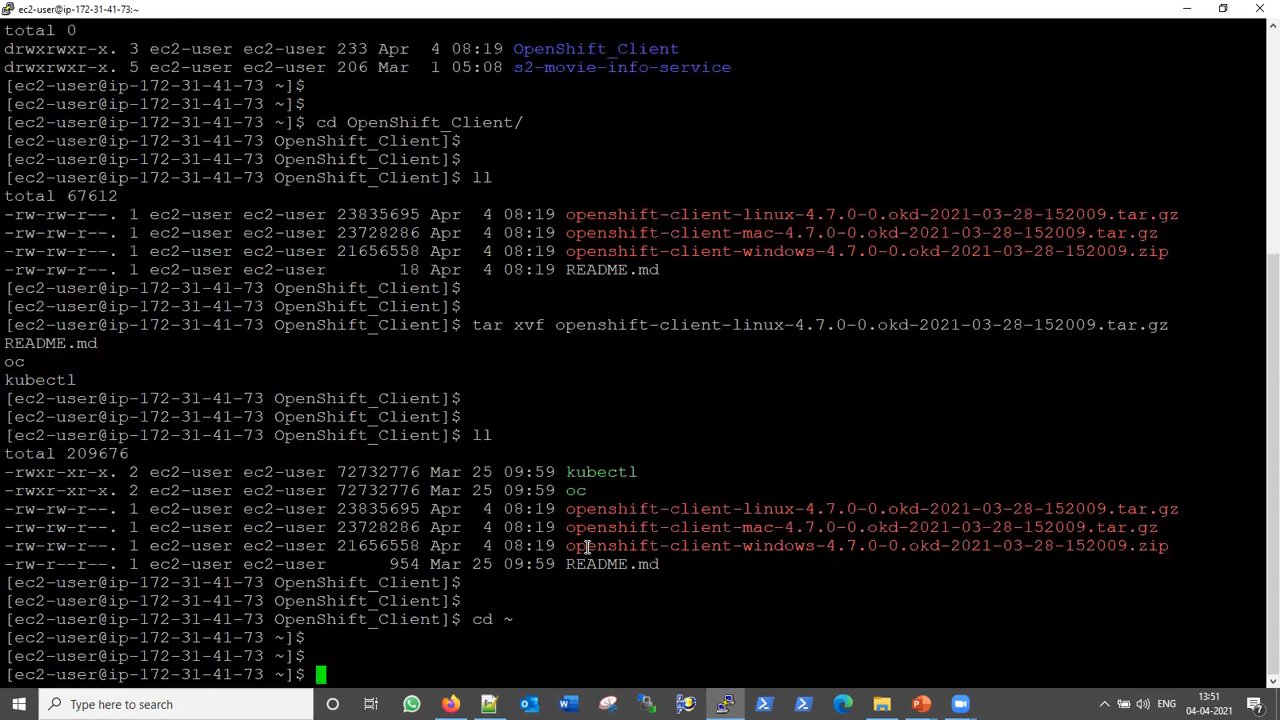 ec2-user@ip-172-31-41-73:~
total 0
drwxrwxr-x. 3 ec2-user ec2-user 233 Apr  4 08:19 OpenShift_Client
drwxrwxr-x. 5 ec2-user ec2-user 206 Mar  1 05:08 s2-movie-info-service
[ec2-user@ip-172-31-41-73 ~]$
[ec2-user@ip-172-31-41-73 ~]$
[ec2-user@ip-172-31-41-73 ~]$ cd OpenShift_Client/
[ec2-user@ip-172-31-41-73 OpenShift_Client]$
[ec2-user@ip-172-31-41-73 OpenShift_Client]$
[ec2-user@ip-172-31-41-73 OpenShift_Client]$ ll
total 67612
-rw-rw-r--. 1 ec2-user ec2-user 23835695 Apr  4 08:19 openshift-client-linux-4.7.0-0.okd-2021-03-28-152009.tar.gz
-rw-rw-r--. 1 ec2-user ec2-user 23728286 Apr  4 08:19 openshift-client-mac-4.7.0-0.okd-2021-03-28-152009.tar.gz
-rw-rw-r--. 1 ec2-user ec2-user 21656558 Apr  4 08:19 openshift-client-windows-4.7.0-0.okd-2021-03-28-152009.zip
-rw-rw-r--. 1 ec2-user ec2-user       18 Apr  4 08:19 README.md
[ec2-user@ip-172-31-41-73 OpenShift_Client]$
[ec2-user@ip-172-31-41-73 OpenShift_Client]$
[ec2-user@ip-172-31-41-73 OpenShift_Client]$ tar xvf openshift-client-linux-4.7.0-0.okd-2021-03-28-152009.tar.gz
README.md
oc
kubectl
[ec2-user@ip-172-31-41-73 OpenShift_Client]$
[ec2-user@ip-172-31-41-73 OpenShift_Client]$
[ec2-user@ip-172-31-41-73 OpenShift_Client]$ ll
total 209676
-rwxr-xr-x. 2 ec2-user ec2-user 72732776 Mar 25 09:59 kubectl
-rwxr-xr-x. 2 ec2-user ec2-user 72732776 Mar 25 09:59 oc
-rw-rw-r--. 1 ec2-user ec2-user 23835695 Apr  4 08:19 openshift-client-linux-4.7.0-0.okd-2021-03-28-152009.tar.gz
-rw-rw-r--. 1 ec2-user ec2-user 23728286 Apr  4 08:19 openshift-client-mac-4.7.0-0.okd-2021-03-28-152009.tar.gz
-rw-rw-r--. 1 ec2-user ec2-user 21656558 Apr  4 08:19 openshift-client-windows-4.7.0-0.okd-2021-03-28-152009.zip
-rw-r--r--. 1 ec2-user ec2-user      954 Mar 25 09:59 README.md
[ec2-user@ip-172-31-41-73 OpenShift_Client]$
[ec2-user@ip-172-31-41-73 OpenShift_Client]$
[ec2-user@ip-172-31-41-73 OpenShift_Client]$ cd ~
[ec2-user@ip-172-31-41-73 ~]$
[ec2-user@ip-172-31-41-73 ~]$
[ec2-user@ip-172-31-41-73 ~]$
Type here to search
ENG
13:51
04-04-2021
7